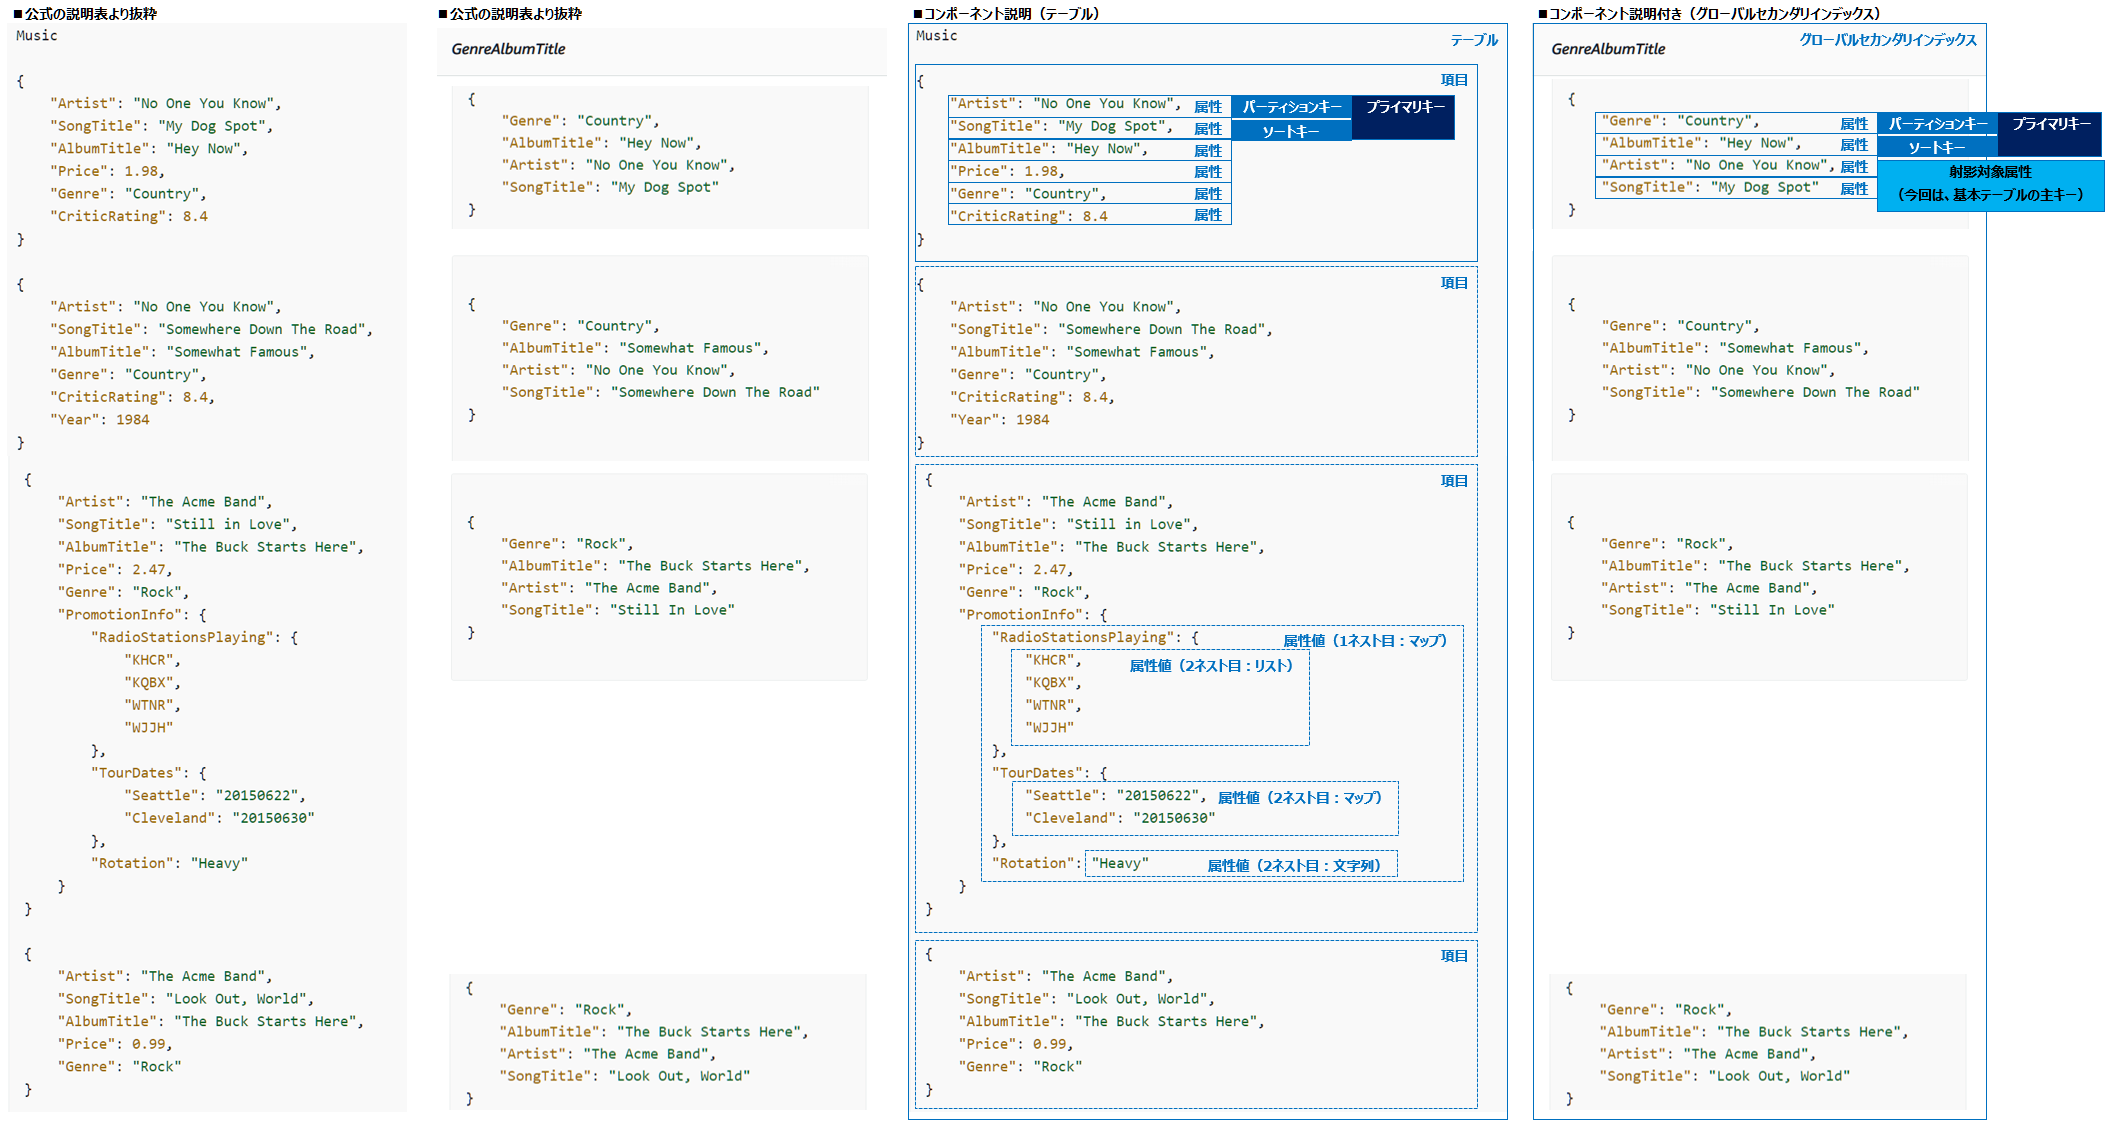 ■公式の説明表より抜粋
Music
{
"Artist": "No One You Know",
"SongTitle": "My Dog Spot",
"AlbumTitle": "Hey Now",
"Price": 1.98,
"Genre": "Country",
"CriticRating": 8.4
}
{
"Artist": "No One You Know",
"SongTitle": "Somewhere Down The Road",
"AlbumTitle": "Somewhat Famous",
"Genre": "Country",
"CriticRating": 8.4,
"Year": 1984
}
{
"Artist": "The Acme Band",
"SongTitle": "Still in Love",
"AlbumTitle": "The Buck Starts Here",
"Price": 2.47,
"Genre": "Rock",
"PromotionInfo": {
"RadioStationsPlaying": {
"KHCR",
"KQBX",
"WTNR",
"WJJH"
},
"TourDates": {
"Seattle": "20150622",
"Cleveland": "20150630"
},
"Rotation": "Heavy"
}
}
{
"Artist": "The Acme Band",
"SongTitle": "Look Out, World",
"AlbumTitle": "The Buck Starts Here",
"Price": 0.99,
"Genre": "Rock"
}
■公式の説明表より抜粋
GenreAlbumTitle
{
"Genre": "Country",
"AlbumTitle": "Hey Now",
"Artist": "No One You Know",
"SongTitle": "My Dog Spot"
}
{
"Genre": "Country",
"AlbumTitle": "Somewhat Famous",
"Artist": "No One You Know",
"SongTitle": "Somewhere Down The Road"
}
{
"Genre": "Rock",
"AlbumTitle": "The Buck Starts Here",
"Artist": "The Acme Band",
"SongTitle": "Still In Love"
}
{
"Genre": "Rock",
"AlbumTitle": "The Buck Starts Here",
"Artist": "The Acme Band",
"SongTitle": "Look Out, World"
}
■コンポーネント説明（テーブル）
Music テーブル
{ 項目
"Artist": "No One You Know", 属性 パーティションキー プライマリキー
"SongTitle": "My Dog Spot", 属性 ソートキー
"AlbumTitle": "Hey Now", 属性
"Price": 1.98, 属性
"Genre": "Country", 属性
"CriticRating": 8.4 属性
}
{ 項目
"Artist": "No One You Know",
"SongTitle": "Somewhere Down The Road",
"AlbumTitle": "Somewhat Famous",
"Genre": "Country",
"CriticRating": 8.4,
"Year": 1984
}
{ 項目
"Artist": "The Acme Band",
"SongTitle": "Still in Love",
"AlbumTitle": "The Buck Starts Here",
"Price": 2.47,
"Genre": "Rock",
"PromotionInfo": {
"RadioStationsPlaying": { 属性値（1ネスト目：マップ）
"KHCR", 属性値（2ネスト目：リスト）
"KQBX",
"WTNR",
"WJJH"
},
"TourDates": {
"Seattle": "20150622", 属性値（2ネスト目：マップ）
"Cleveland": "20150630"
},
"Rotation": "Heavy" 属性値（2ネスト目：文字列）
}
}
{ 項目
"Artist": "The Acme Band",
"SongTitle": "Look Out, World",
"AlbumTitle": "The Buck Starts Here",
"Price": 0.99,
"Genre": "Rock"
}
■コンポーネント説明付き（グローバルセカンダリインデックス）
グローバルセカンダリインデックス
GenreAlbumTitle
{
"Genre": "Country", 属性 パーティションキー プライマリキー
"AlbumTitle": "Hey Now", 属性 ソートキー
"Artist": "No One You Know", 属性 射影対象属性
"SongTitle": "My Dog Spot" 属性 （今回は、基本テーブルの主キー）
}
{
"Genre": "Country",
"AlbumTitle": "Somewhat Famous",
"Artist": "No One You Know",
"SongTitle": "Somewhere Down The Road"
}
{
"Genre": "Rock",
"AlbumTitle": "The Buck Starts Here",
"Artist": "The Acme Band",
"SongTitle": "Still In Love"
}
{
"Genre": "Rock",
"AlbumTitle": "The Buck Starts Here",
"Artist": "The Acme Band",
"SongTitle": "Look Out, World"
}